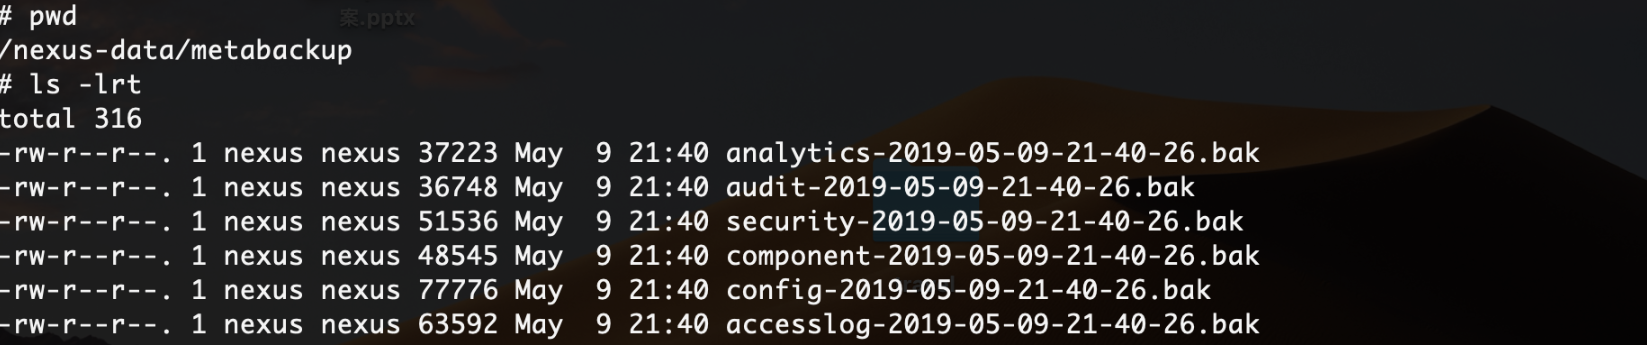 # pwd
案.pptx
/nexus-data/metabackup
# ls -lrt
total 316
-rw-r--r--. 1 nexus nexus 37223 May  9 21:40 analytics-2019-05-09-21-40-26.bak
-rw-r--r--. 1 nexus nexus 36748 May  9 21:40 audit-2019-05-09-21-40-26.bak
-rw-r--r--. 1 nexus nexus 51536 May  9 21:40 security-2019-05-09-21-40-26.bak
-rw-r--r--. 1 nexus nexus 48545 May  9 21:40 component-2019-05-09-21-40-26.bak
-rw-r--r--. 1 nexus nexus 77776 May  9 21:40 config-2019-05-09-21-40-26.bak
-rw-r--r--. 1 nexus nexus 63592 May  9 21:40 accesslog-2019-05-09-21-40-26.bak